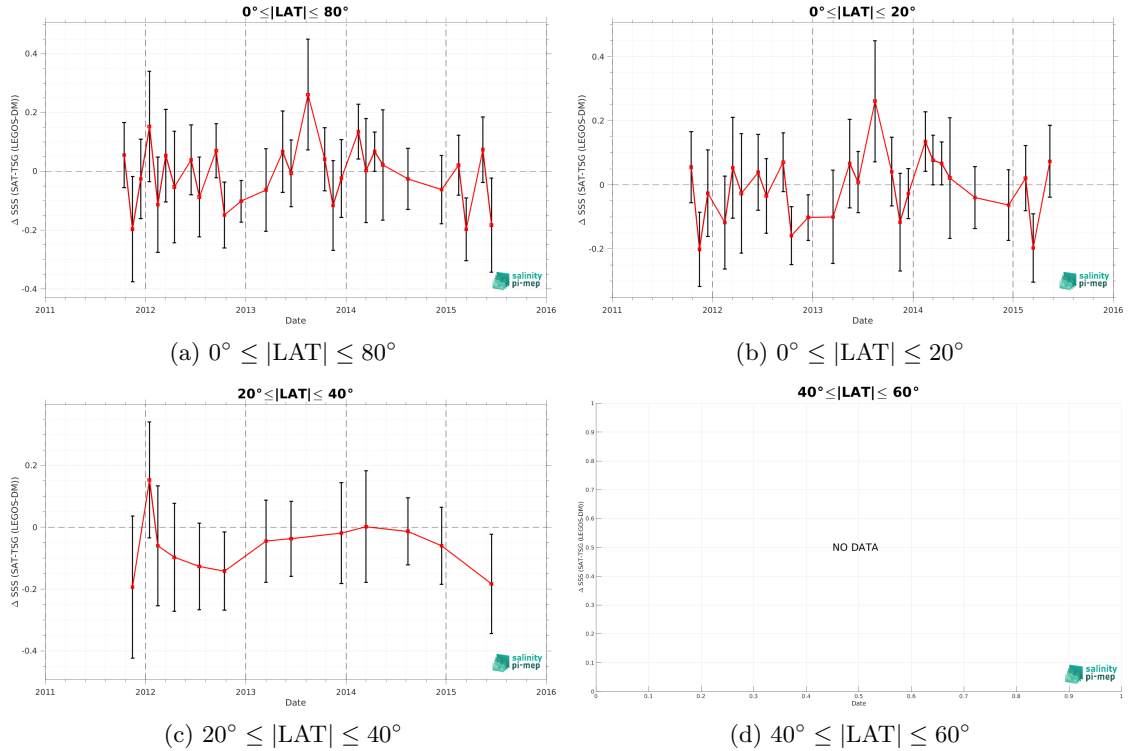 0°≤|LAT|≤ 80°
Δ SSS (SAT-TSG (LEGOS-DM))
0.4
0.2
0
-0.2
-0.4
2011 2012 2013 2014 2015 2016
Date
salinity
pi-mep
(a) 0° ≤ |LAT| ≤ 80°
0°≤|LAT|≤ 20°
Δ SSS (SAT-TSG (LEGOS-DM))
0.4
0.2
0
-0.2
2011 2012 2013 2014 2015 2016
Date
salinity
pi-mep
(b) 0° ≤ |LAT| ≤ 20°
20°≤|LAT|≤ 40°
Δ SSS (SAT-TSG (LEGOS-DM))
0.2
0
-0.2
-0.4
2011 2012 2013 2014 2015 2016
Date
salinity
pi-mep
(c) 20° ≤ |LAT| ≤ 40°
40°≤|LAT|≤ 60°
Δ SSS (SAT-TSG (LEGOS-DM))
1
0.9
0.8
0.7
0.6
0.5
0.4
0.3
0.2
0.1
0
NO DATA
0 0.1 0.2 0.3 0.4 0.5 0.6 0.7 0.8 0.9 1
Date
salinity
pi-mep
(d) 40° ≤ |LAT| ≤ 60°